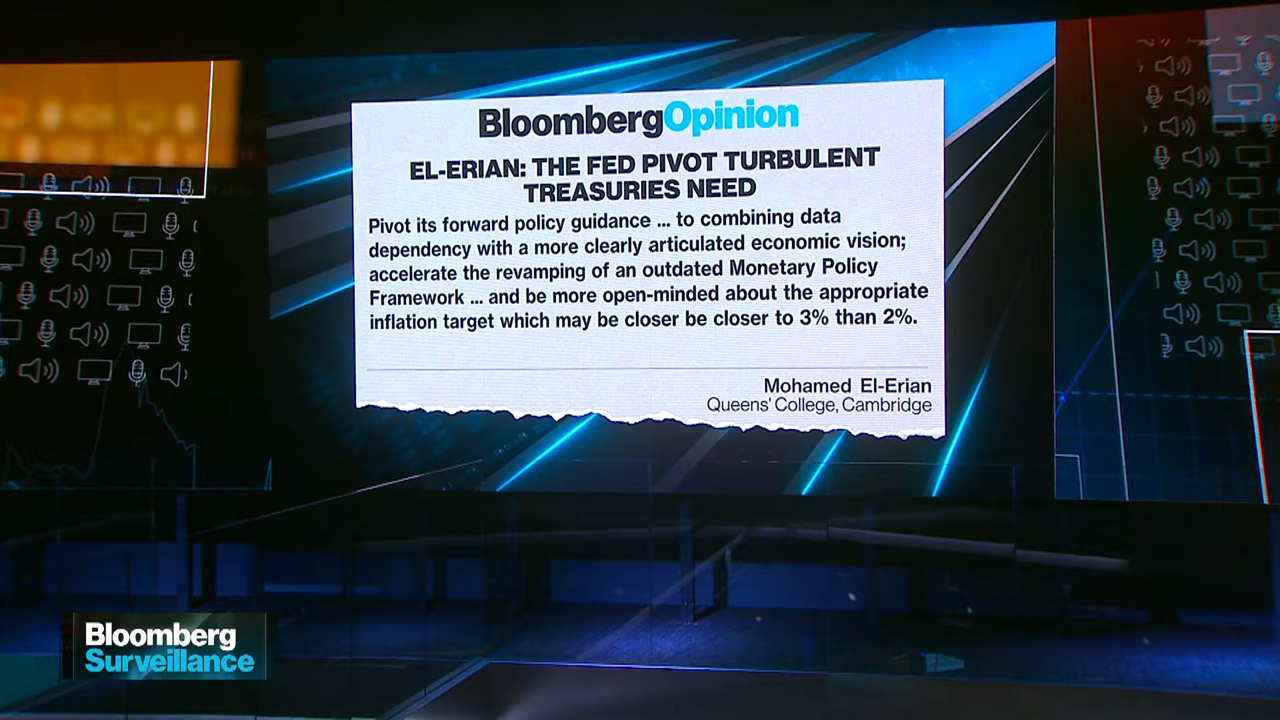 BloombergOpinion
EL-ERIAN: THE FED PIVOT TURBULENT
TREASURIES NEED
Pivot its forward policy guidance ... to combining data
dependency with a more clearly articulated economic vision;
accelerate the revamping of an outdated Monetary Policy
Framework ... and be more open-minded about the appropriate
inflation target which may be closer be closer to 3% than 2%.
Mohamed El-Erian
Queens' College, Cambridge
Bloomberg
Surveillance